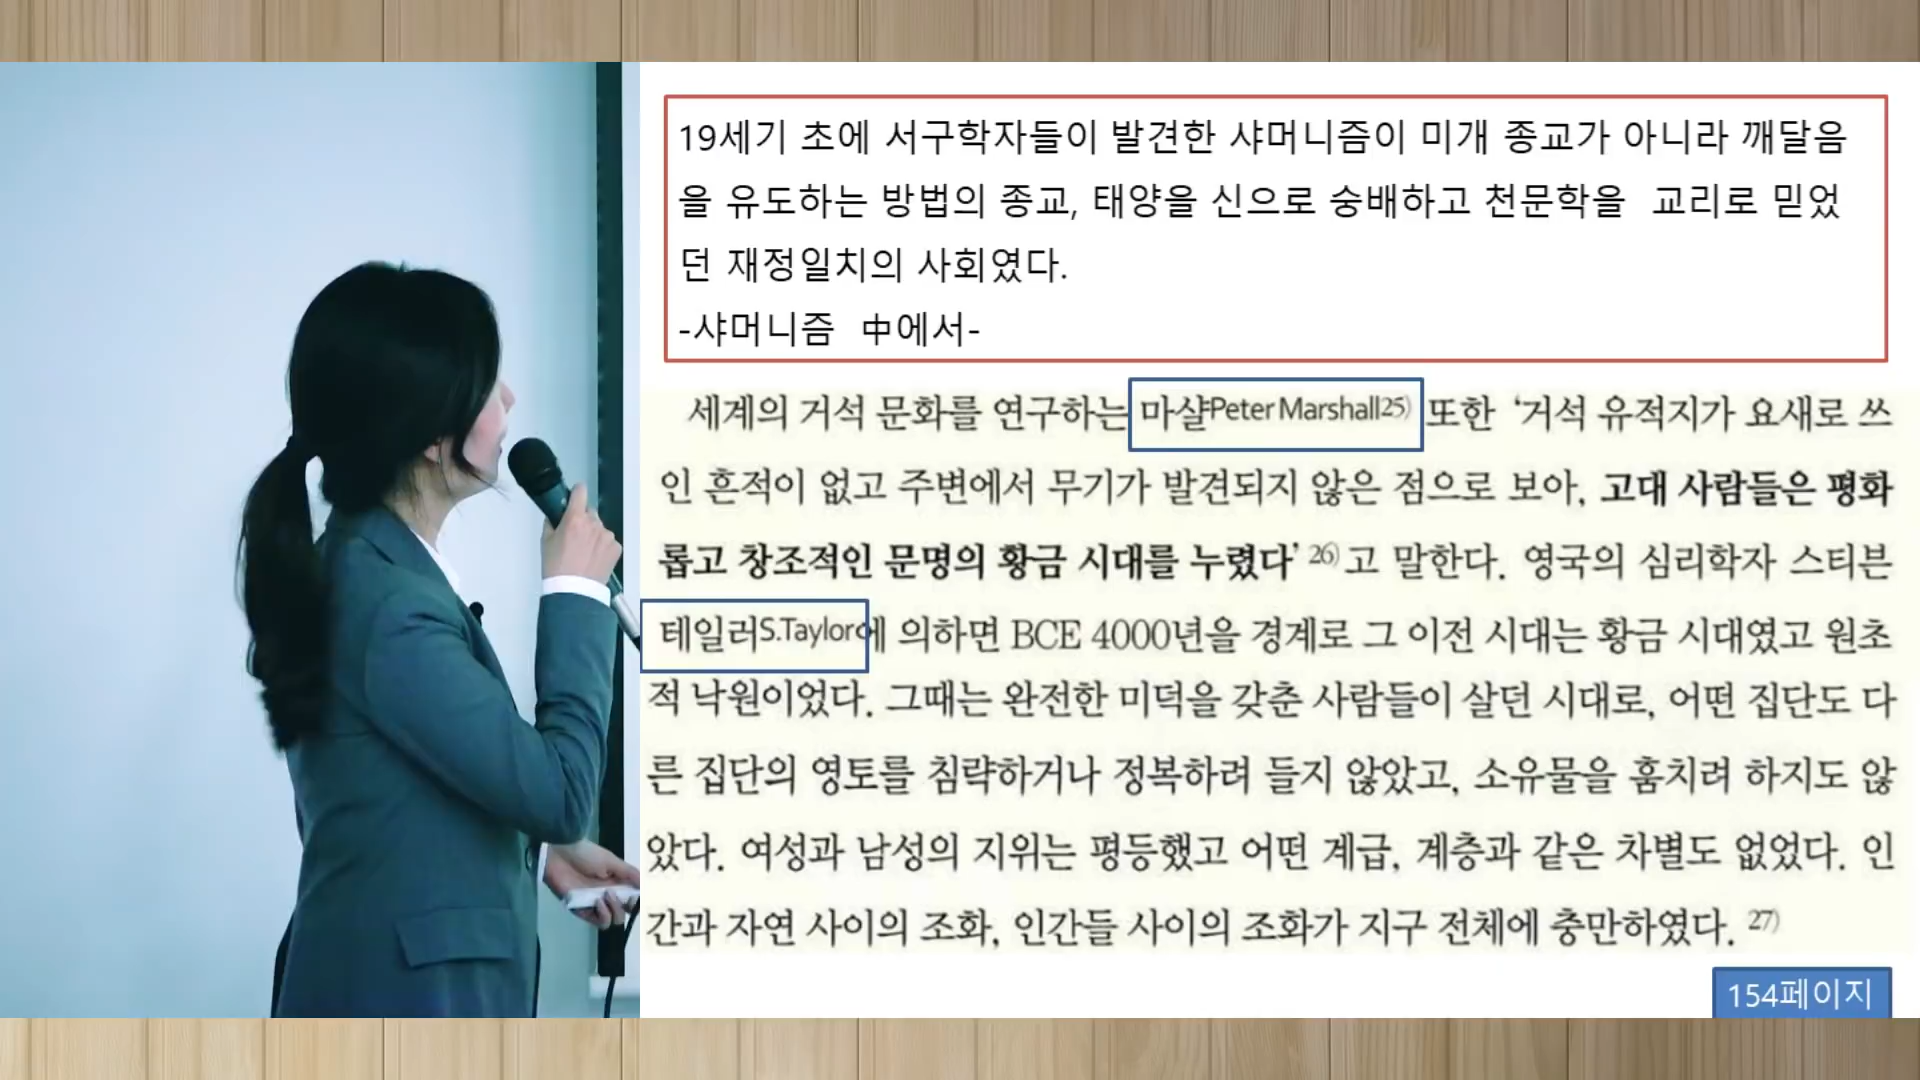 19세기 초에 서구학자들이 발견한 샤머니즘이 미개 종교가 아니라 깨달음
을 유도하는 방법의 종교, 태양을 신으로 숭배하고 천문학을 교리로 믿었
던 재정일치의 사회였다.
-샤머니즘 中에서-
세계의 거석 문화를 연구하는 마샬Peter Marshall25) 또한 ‘거석 유적지가 요새로 쓰
인 흔적이 없고 주변에서 무기가 발견되지 않은 점으로 보아, 고대 사람들은 평화
롭고 창조적인 문명의 황금 시대를 누렸다’26)고 말한다. 영국의 심리학자 스티븐
테일러S.Taylor에 의하면 BCE 4000년을 경계로 그 이전 시대는 황금 시대였고 원초
적 낙원이었다. 그때는 완전한 미덕을 갖춘 사람들이 살던 시대로, 어떤 집단도 다
른 집단의 영토를 침략하거나 정복하려 들지 않았고, 소유물을 훔치려 하지도 않
았다. 여성과 남성의 지위는 평등했고 어떤 계급, 계층과 같은 차별도 없었다. 인
간과 자연 사이의 조화, 인간들 사이의 조화가 지구 전체에 충만하였다. 27)
154페이지